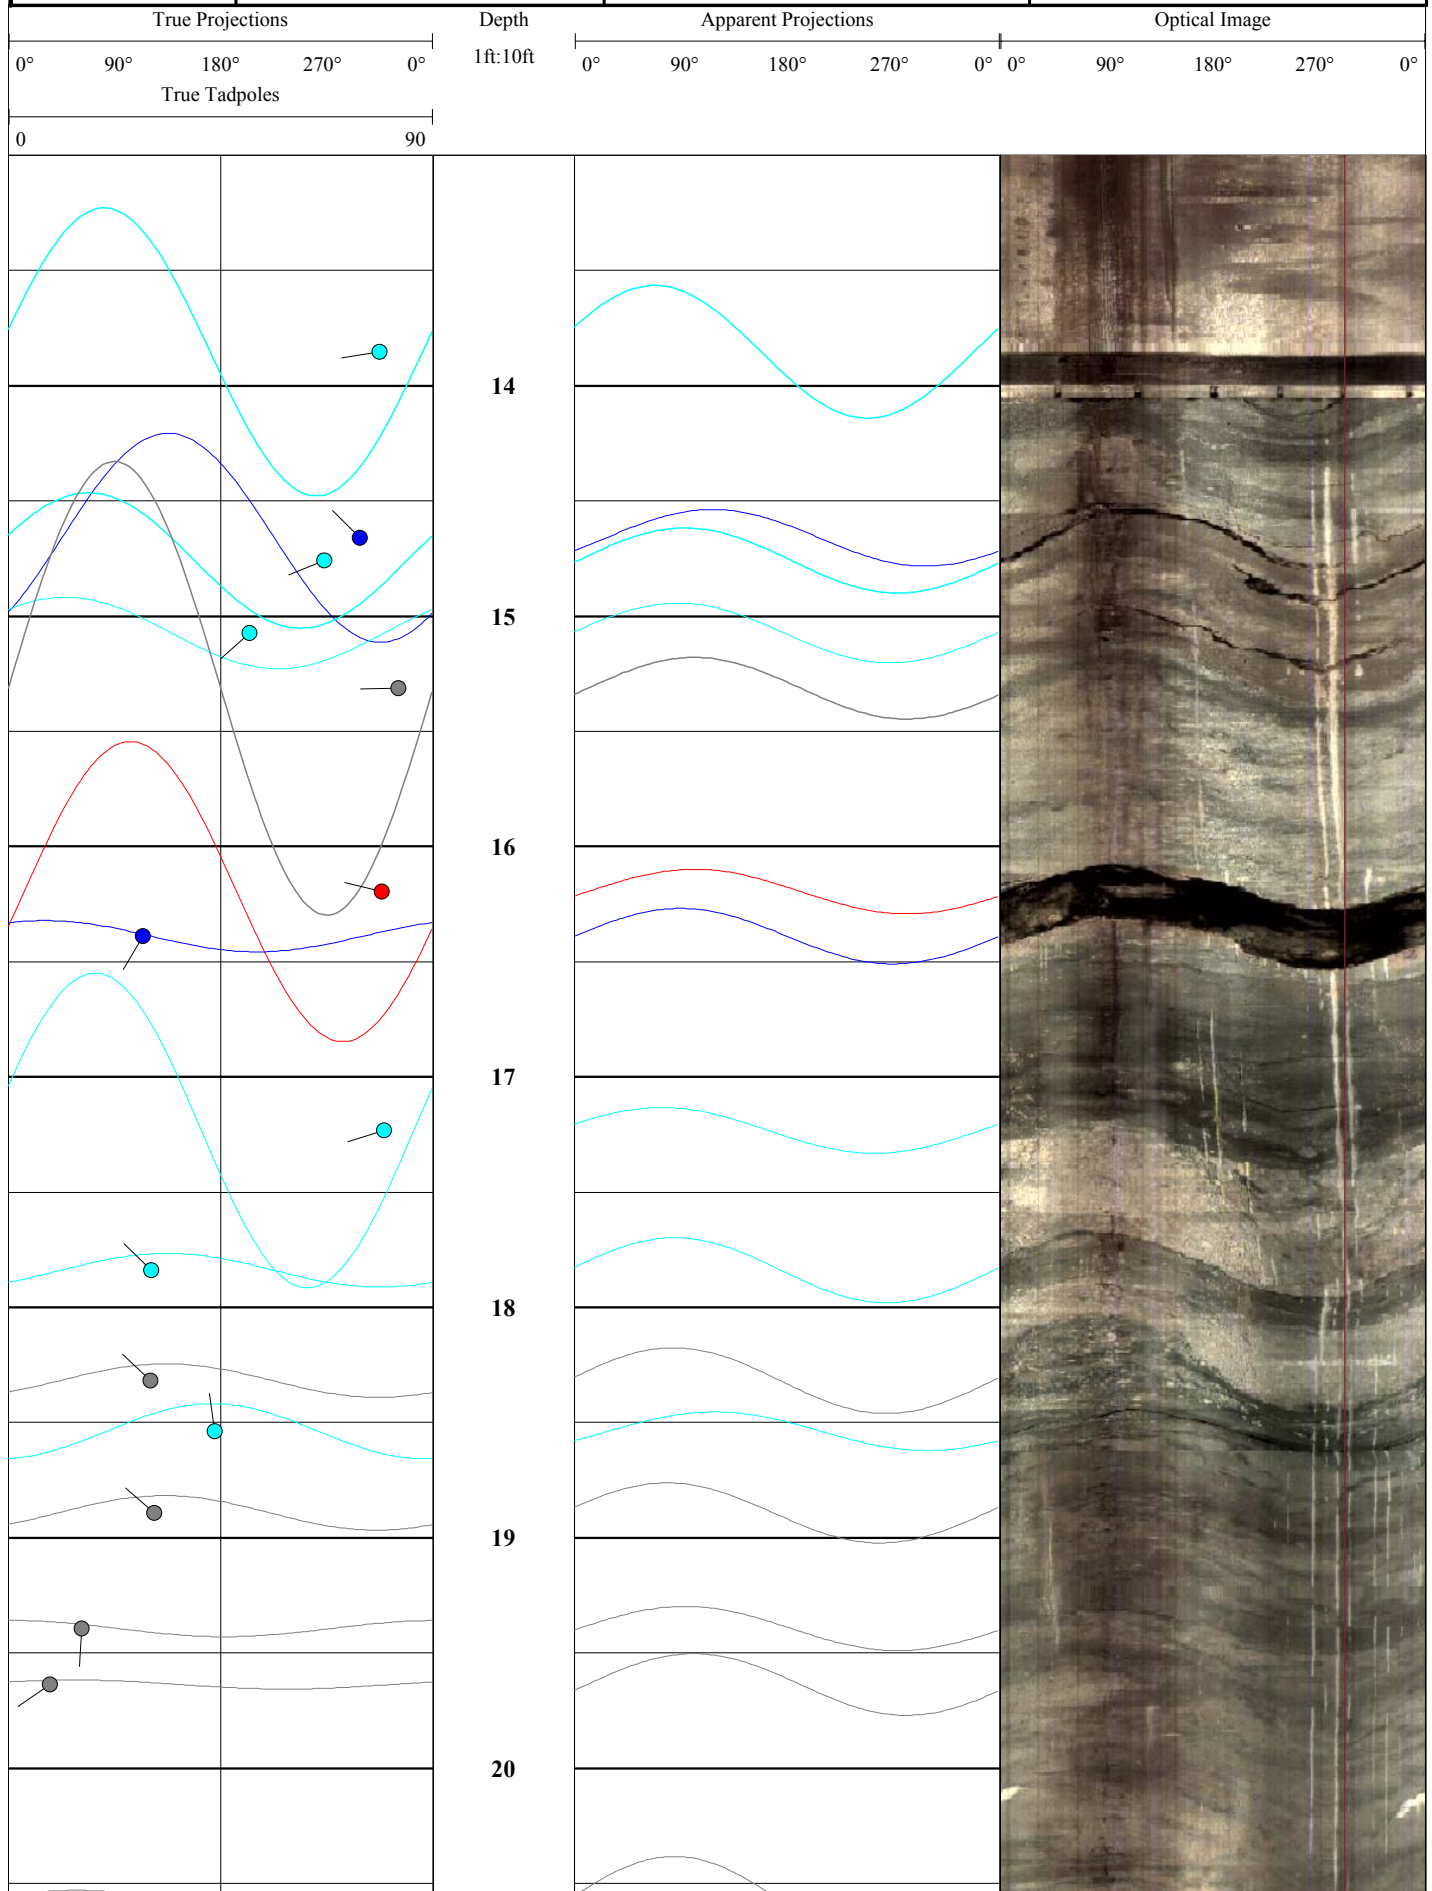 True Projections Depth Apparent Projections Optical Image
1ft:10ft
0° 90° 180° 270° 0° 0° 90° 180° 270° 0° 0° 90° 180° 270° 0°
True Tadpoles
0 90
14
15
16
17
18
19
20